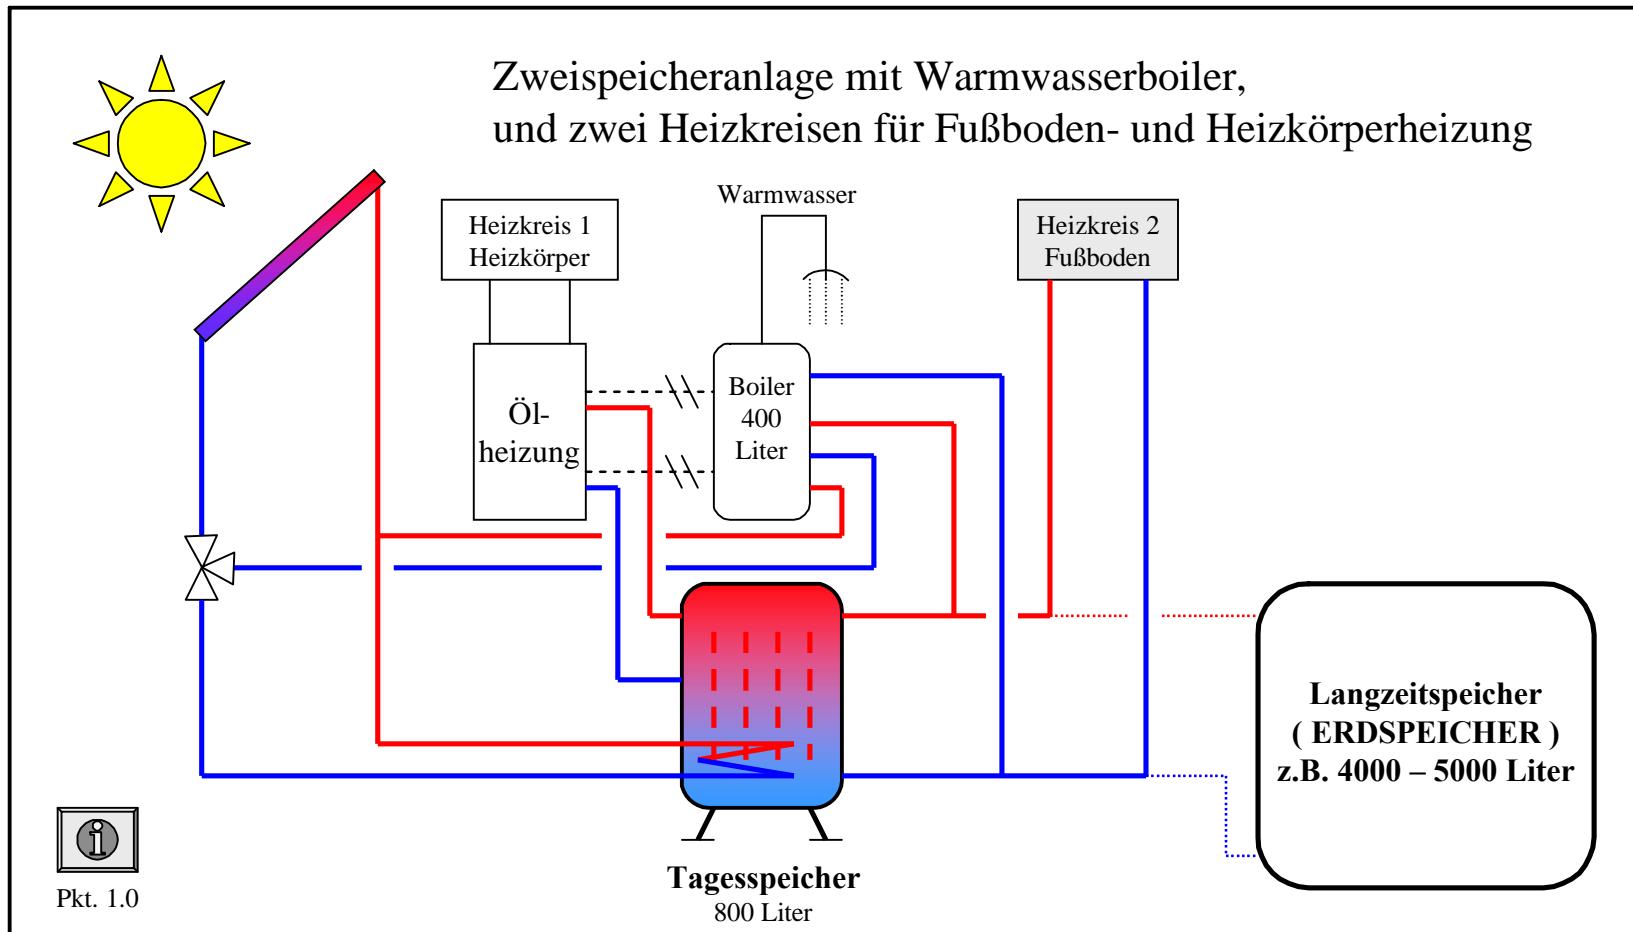 Zweispeicheranlage mit Warmwasserboiler,
und zwei Heizkreisen für Fußboden- und Heizkörperheizung
Warmwasser
Heizkreis 1
Heizkörper
Heizkreis 2
Fußboden
Öl-
heizung
Boiler
400
Liter
Langzeitspeicher
( ERDSPEICHER )
z.B. 4000 – 5000 Liter
Tagesspeicher
800 Liter
i
Pkt. 1.0